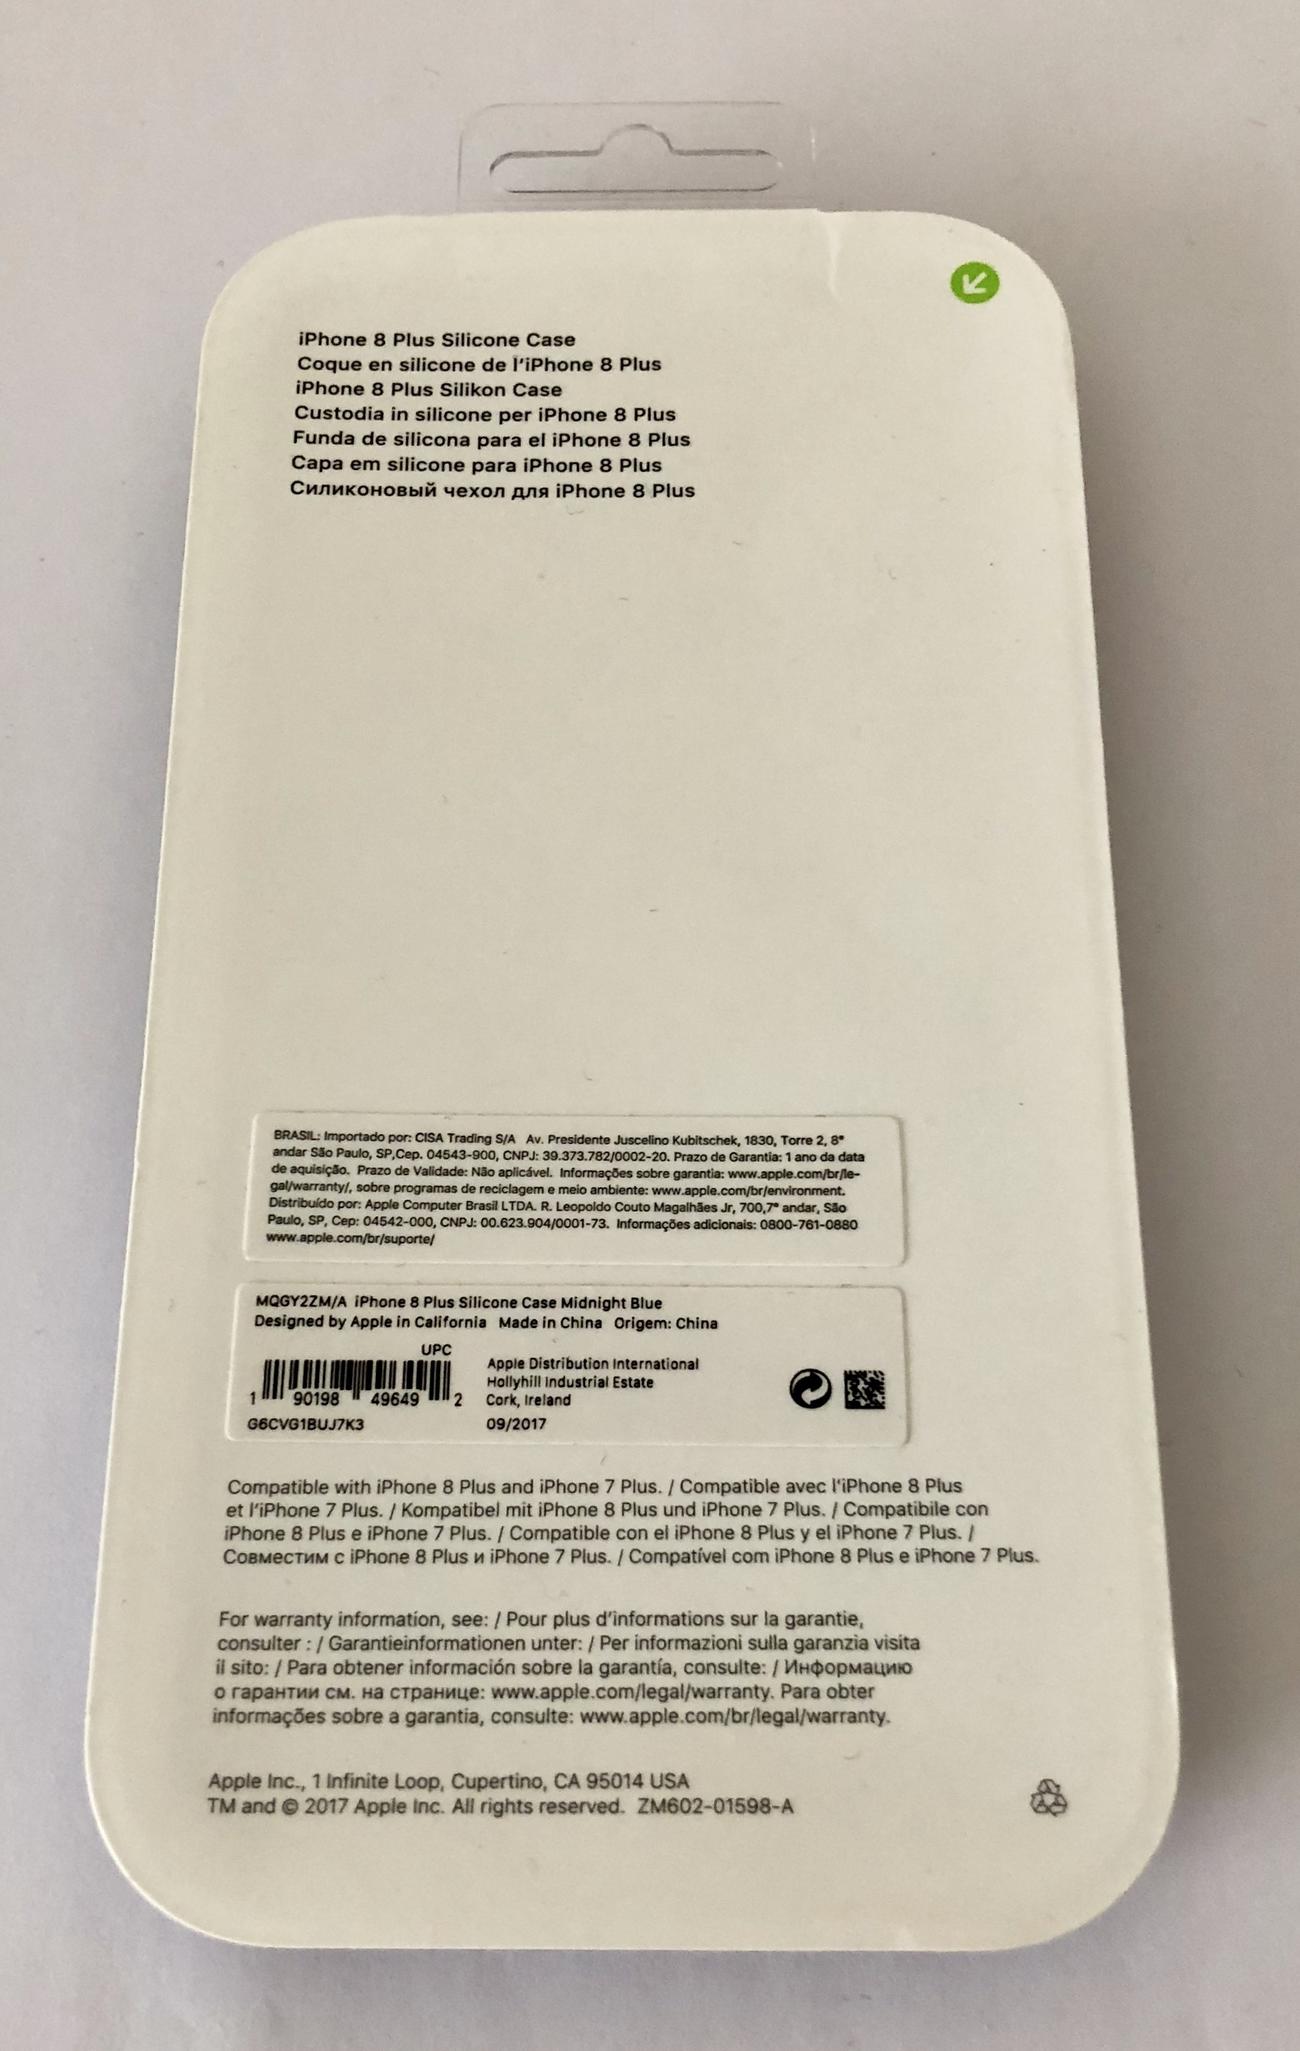 iPhone 8 Plus Silicone Case
Coque en silicone de l'iPhone 8 Plus
iPhone 8 Plus Silikon Case
Custodia in silicone per iPhone 8 Plus
Funda de silicona para el iPhone 8 Plus
Capa em silicone para iPhone 8 Plus
Силиконовый чехол для iPhone 8 Plus
BRASIL: Importado por: CISA Trading S/A Av. Presidente Juscelino Kubitschek, 1830, Torre 2, 8°
andar São Paulo, SP,Cep. 04543-900, CNPJ: 39.373.782/0002-20. Prazo de Garantia: 1 ano da data
de aquisição. Prazo de Validade: Não aplicável. Informações sobre garantia: www.apple.com/br/le-
gal/warranty/, sobre programas de reciclagem e meio ambiente: www.apple.com/br/environment.
Distribuído por: Apple Computer Brasil LTDA. R. Leopoldo Couto Magalhães Jr, 700,7° andar, São
Paulo, SP, Cep: 04542-000, CNPJ: 00.623.904/0001-73. Informações adicionais: 0800-761-0880
www.apple.com/br/suporte/
MQGY2ZM/A iPhone 8 Plus Silicone Case Midnight Blue
Designed by Apple in California Made in China Origem: China
UPC
1 90198 49649 2
G6CVG1BUJ7K3
Apple Distribution International
Hollyhill Industrial Estate
Cork, Ireland
09/2017
Compatible with iPhone 8 Plus and iPhone 7 Plus. / Compatible avec l'iPhone 8 Plus
et l'iPhone 7 Plus. / Kompatibel mit iPhone 8 Plus und iPhone 7 Plus. / Compatibile con
iPhone 8 Plus e iPhone 7 Plus. / Compatible con el iPhone 8 Plus y el iPhone 7 Plus. /
Совместим с iPhone 8 Plus и iPhone 7 Plus. / Compatível com iPhone 8 Plus e iPhone 7 Plus.
For warranty information, see: / Pour plus d'informations sur la garantie,
consulter : / Garantieinformationen unter: / Per informazioni sulla garanzia visita
il sito: / Para obtener información sobre la garantía, consulte: / Информацию
о гарантии см. на странице: www.apple.com/legal/warranty. Para obter
informações sobre a garantia, consulte: www.apple.com/br/legal/warranty.
Apple Inc., 1 Infinite Loop, Cupertino, CA 95014 USA
TM and © 2017 Apple Inc. All rights reserved. ZM602-01598-A